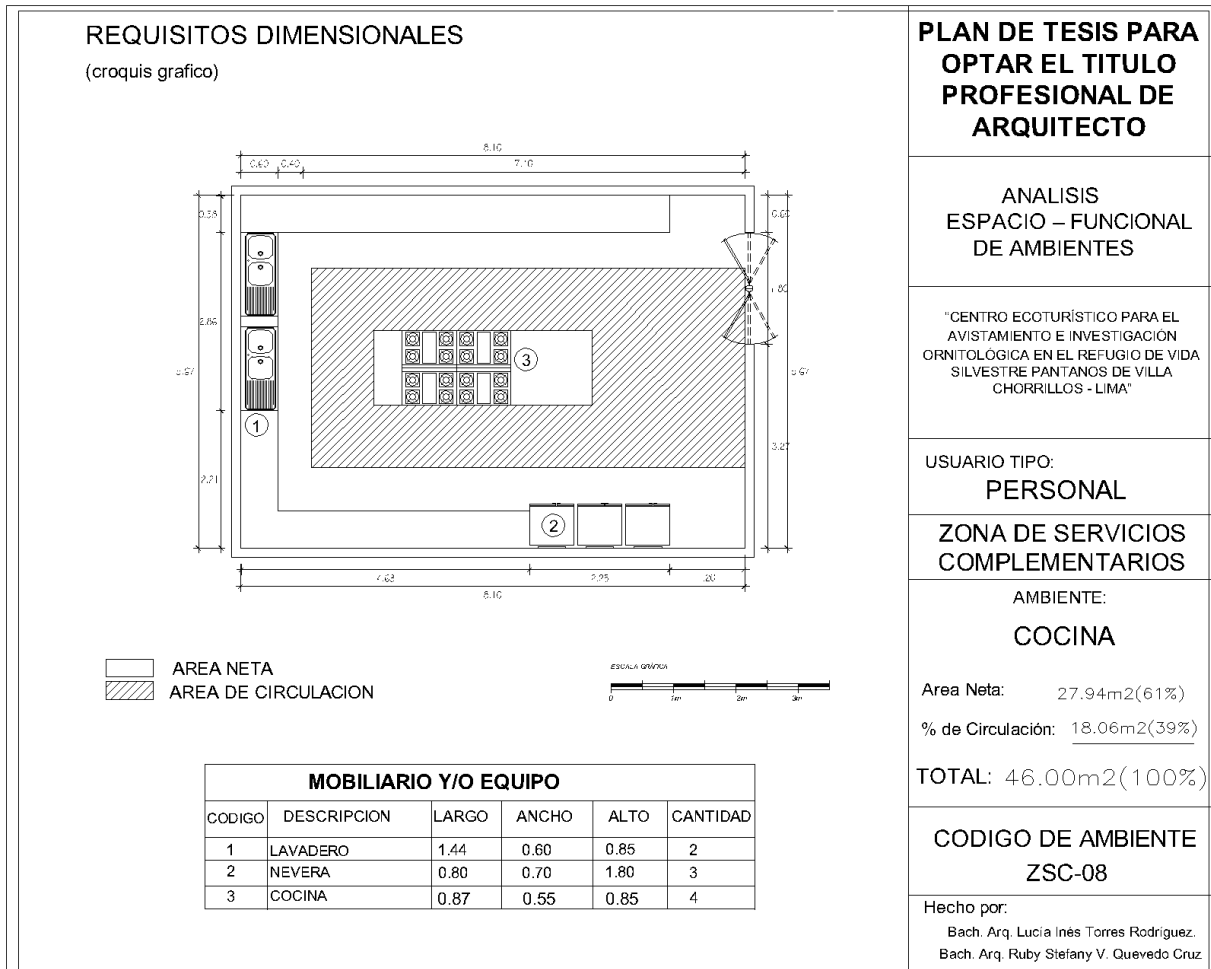 REQUISITOS DIMENSIONALES
(croquis grafico)
8.10
0.60 0.40 7.10
2.86
2.21
3.27
1
2
3
2.25
8.10
AREA NETA
AREA DE CIRCULACION
ESCALA GRÁFICA
0 1m 2m 3m
MOBILIARIO Y/O EQUIPO
CODIGO DESCRIPCION LARGO ANCHO ALTO CANTIDAD
1 LAVADERO 1.44 0.60 0.85 2
2 NEVERA 0.80 0.70 1.80 3
3 COCINA 0.87 0.55 0.85 4
PLAN DE TESIS PARA
OPTAR EL TITULO
PROFESIONAL DE
ARQUITECTO
ANALISIS
ESPACIO – FUNCIONAL
DE AMBIENTES
"CENTRO ECOTURÍSTICO PARA EL
AVISTAMIENTO E INVESTIGACIÓN
ORNITOLÓGICA EN EL REFUGIO DE VIDA
SILVESTRE PANTANOS DE VILLA
CHORRILLOS - LIMA"
USUARIO TIPO:
PERSONAL
ZONA DE SERVICIOS
COMPLEMENTARIOS
AMBIENTE:
COCINA
Area Neta: 27.94m2(61%)
% de Circulación: 18.06m2(39%)
TOTAL: 46.00m2(100%)
CODIGO DE AMBIENTE
ZSC-08
Hecho por:
Bach. Arq. Lucía Inés Torres Rodríguez.
Bach. Arq. Ruby Stefany V. Quevedo Cruz